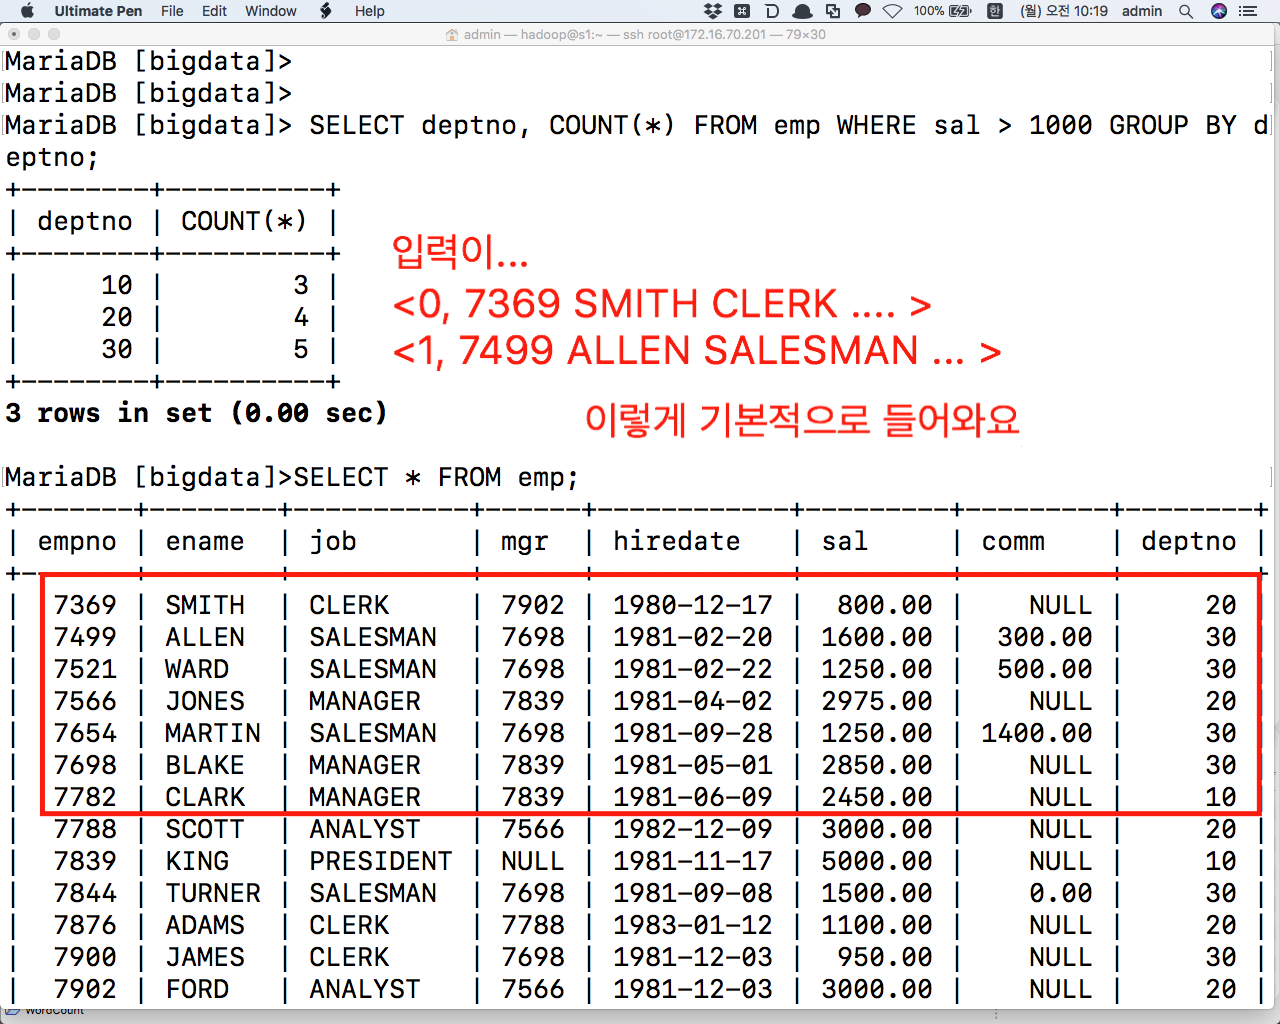 Ultimate Pen File Edit Window Help 100% 한 (월) 오전 10:19 admin
admin — hadoop@s1:~ — ssh root@172.16.70.201 — 79×30
MariaDB [bigdata]>
MariaDB [bigdata]>
MariaDB [bigdata]> SELECT deptno, COUNT(*) FROM emp WHERE sal > 1000 GROUP BY d
eptno;
+--------+----------+
| deptno | COUNT(*) |
+--------+----------+
| 10 | 3 |
| 20 | 4 |
| 30 | 5 |
+--------+----------+
3 rows in set (0.00 sec)
입력이...
<0, 7369 SMITH CLERK .... >
<1, 7499 ALLEN SALESMAN ... >
이렇게 기본적으로 들어와요
MariaDB [bigdata]>SELECT * FROM emp;
+-------+--------+-----------+------+------------+---------+---------+--------+
| empno | ename | job | mgr | hiredate | sal | comm | deptno |
+-------+--------+-----------+------+------------+---------+---------+--------+
| 7369 | SMITH | CLERK | 7902 | 1980-12-17 | 800.00 | NULL | 20 |
| 7499 | ALLEN | SALESMAN | 7698 | 1981-02-20 | 1600.00 | 300.00 | 30 |
| 7521 | WARD | SALESMAN | 7698 | 1981-02-22 | 1250.00 | 500.00 | 30 |
| 7566 | JONES | MANAGER | 7839 | 1981-04-02 | 2975.00 | NULL | 20 |
| 7654 | MARTIN | SALESMAN | 7698 | 1981-09-28 | 1250.00 | 1400.00 | 30 |
| 7698 | BLAKE | MANAGER | 7839 | 1981-05-01 | 2850.00 | NULL | 30 |
| 7782 | CLARK | MANAGER | 7839 | 1981-06-09 | 2450.00 | NULL | 10 |
| 7788 | SCOTT | ANALYST | 7566 | 1982-12-09 | 3000.00 | NULL | 20 |
| 7839 | KING | PRESIDENT | NULL | 1981-11-17 | 5000.00 | NULL | 10 |
| 7844 | TURNER | SALESMAN | 7698 | 1981-09-08 | 1500.00 | 0.00 | 30 |
| 7876 | ADAMS | CLERK | 7788 | 1983-01-12 | 1100.00 | NULL | 20 |
| 7900 | JAMES | CLERK | 7698 | 1981-12-03 | 950.00 | NULL | 30 |
| 7902 | FORD | ANALYST | 7566 | 1981-12-03 | 3000.00 | NULL | 20 |
WordCount